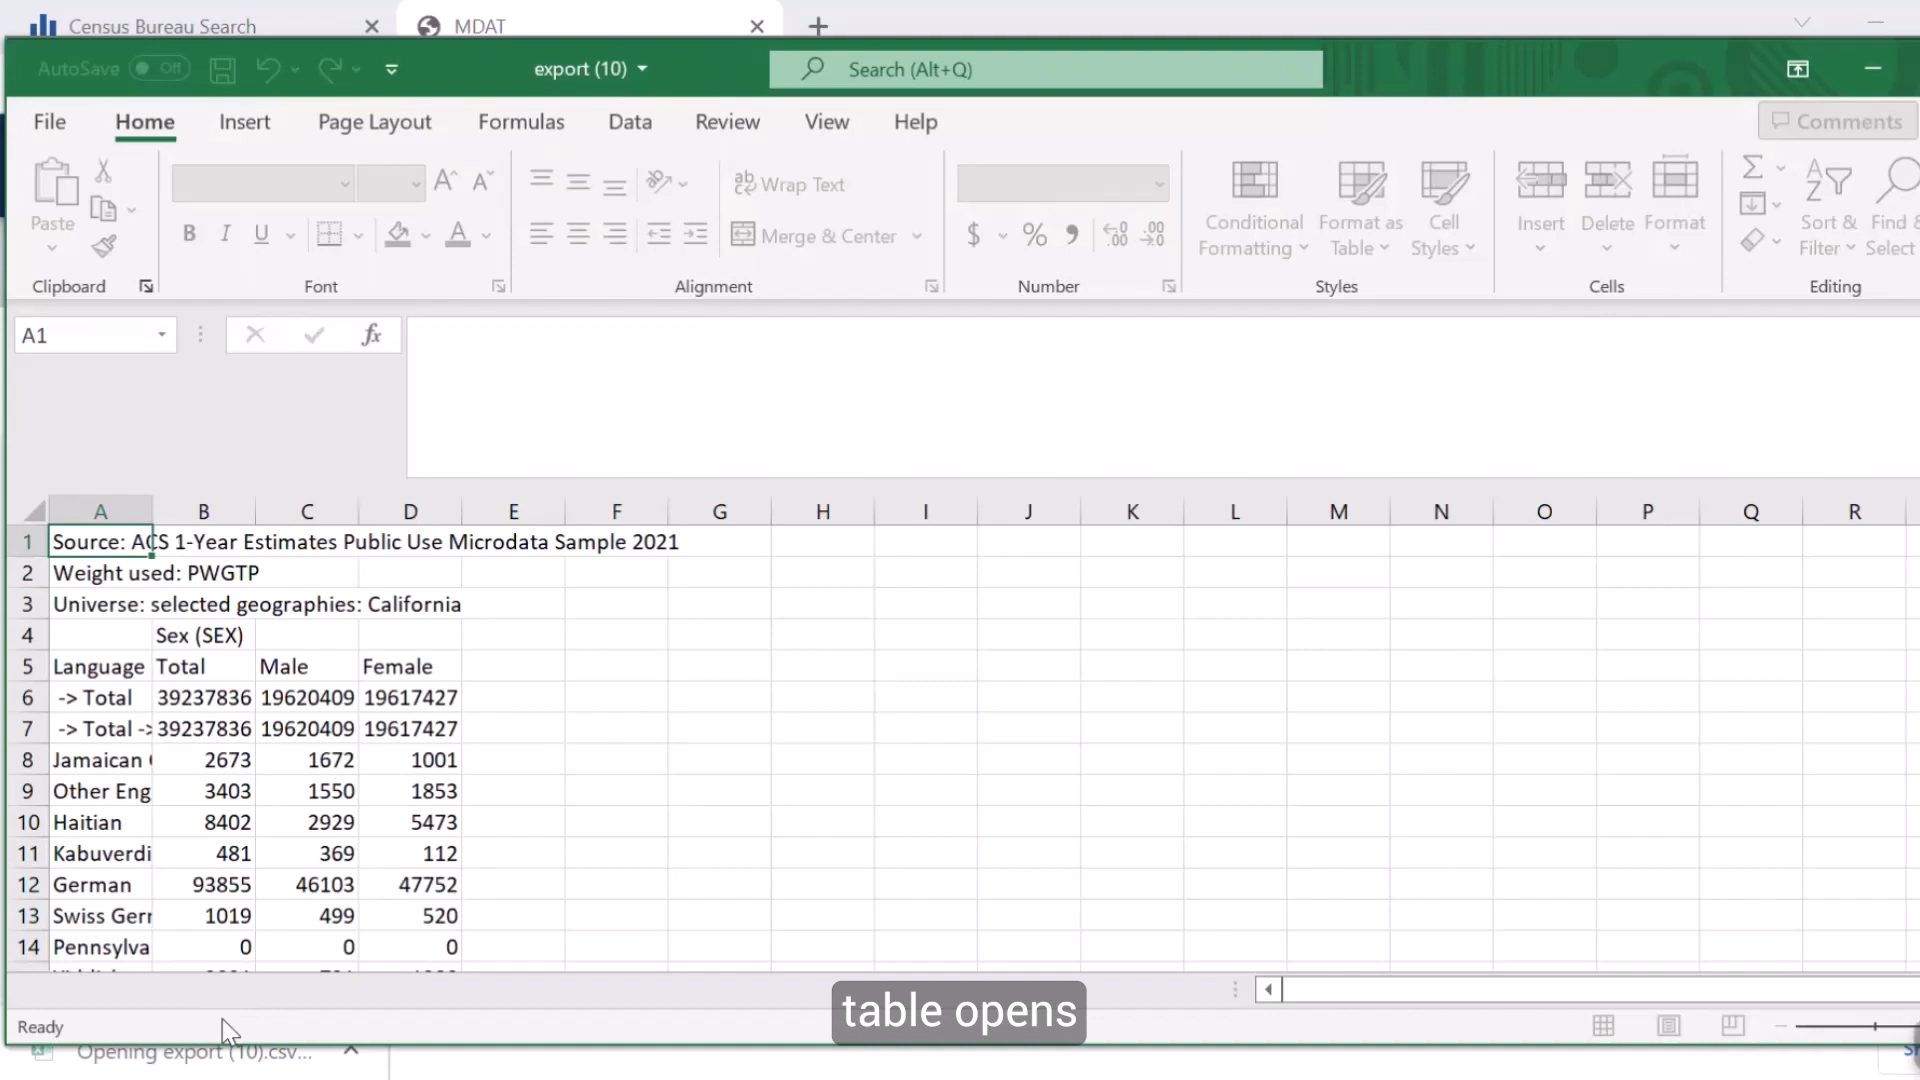 Census Bureau Search
MDAT
AutoSave Off
export (10)
Search (Alt+Q)
File Home Insert Page Layout Formulas Data Review View Help
Comments
Paste
Wrap Text
Merge & Center
Conditional Formatting
Format as Table
Cell Styles
Insert
Delete
Format
Sort & Filter
Find & Select
Clipboard Font Alignment Number Styles Cells Editing
A1
fx
A B C D E F G H I J K L M N O P Q R
1 Source: ACS 1-Year Estimates Public Use Microdata Sample 2021
2 Weight used: PWGTP
3 Universe: selected geographies: California
4 Sex (SEX)
5 Language Total Male Female
6 -> Total 39237836 19620409 19617427
7 -> Total -> 39237836 19620409 19617427
8 Jamaican 2673 1672 1001
9 Other Eng 3403 1550 1853
10 Haitian 8402 2929 5473
11 Kabuverdi 481 369 112
12 German 93855 46103 47752
13 Swiss Ger 1019 499 520
14 Pennsylva 0 0 0
table opens
Ready
Opening export (10).csv...